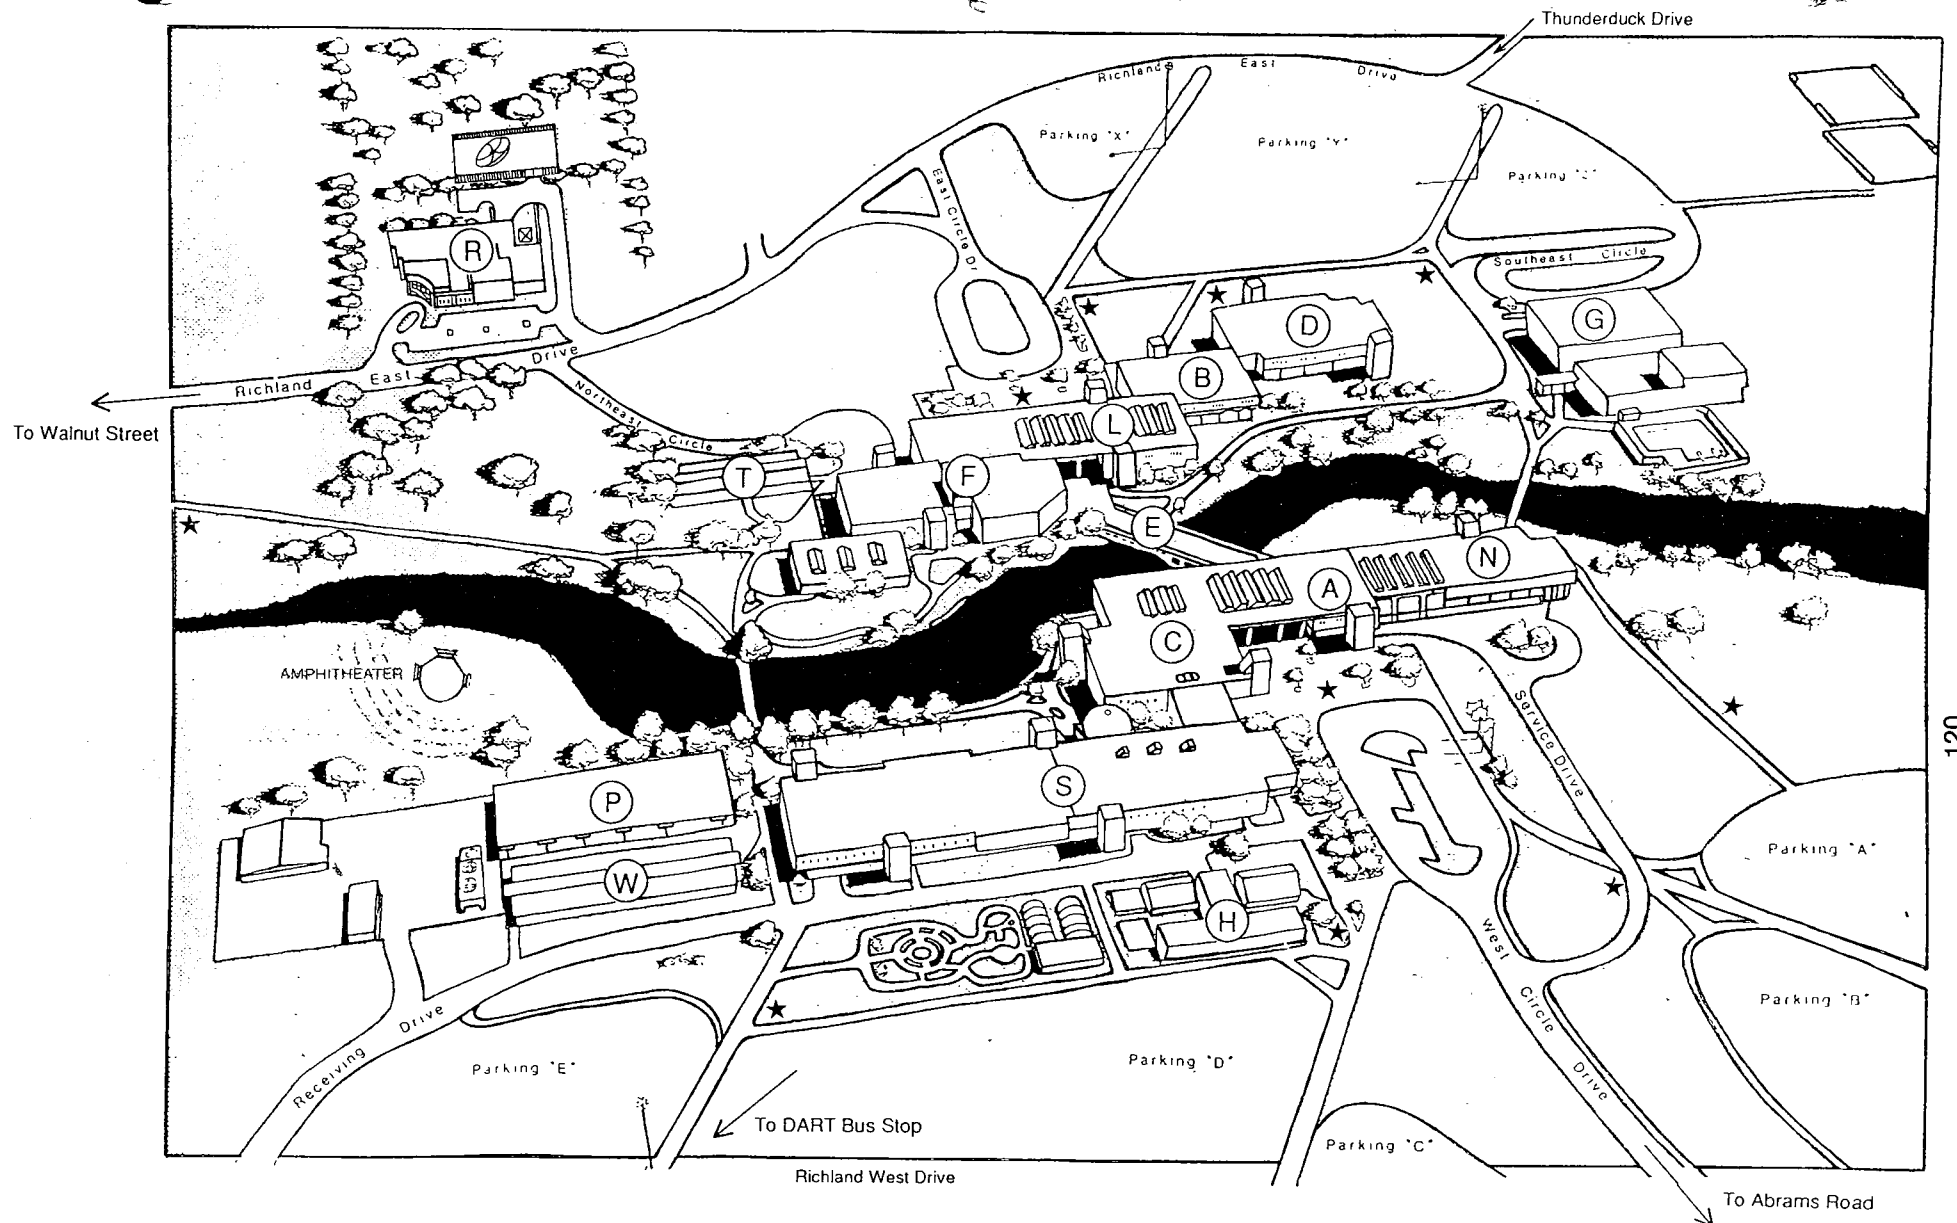 Thunderduck Drive
Richland East Drive
Parking "X"
Parking "Y"
Parking "Z"
East Circle Dr
Southeast Circle
R
G
D
B
Richland East Drive
To Walnut Street
Northeast Circle
L
T
F
E
N
A
C
AMPHITHEATER
Service Drive
120
S
P
W
H
Parking "A"
West Circle Drive
Parking "B"
Receiving Drive
Parking "E"
Parking "D"
To DART Bus Stop
Parking "C"
Richland West Drive
To Abrams Road